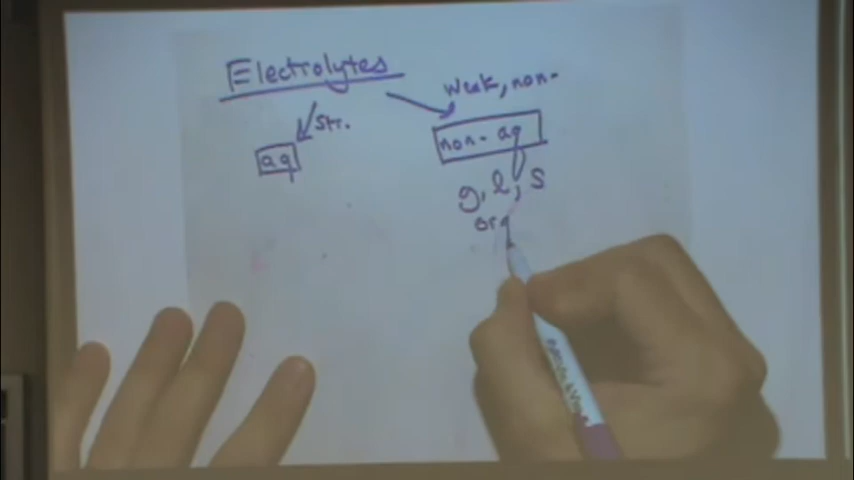 Electrolytes
weak, non-
str.
aq
non-aq
g, l, s
org